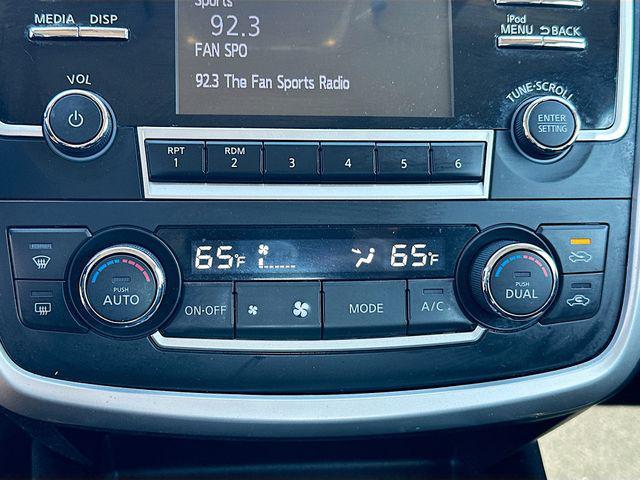 Sports
MEDIA DISP
92.3
iPod
MENU BACK
FAN SPO
92.3 The Fan Sports Radio
VOL
TUNE·SCROLL
ENTER
SETTING
RPT
1
RDM
2
3
4
5
6
65°F
65°F
PUSH
AUTO
ON·OFF
MODE
A/C
PUSH
DUAL